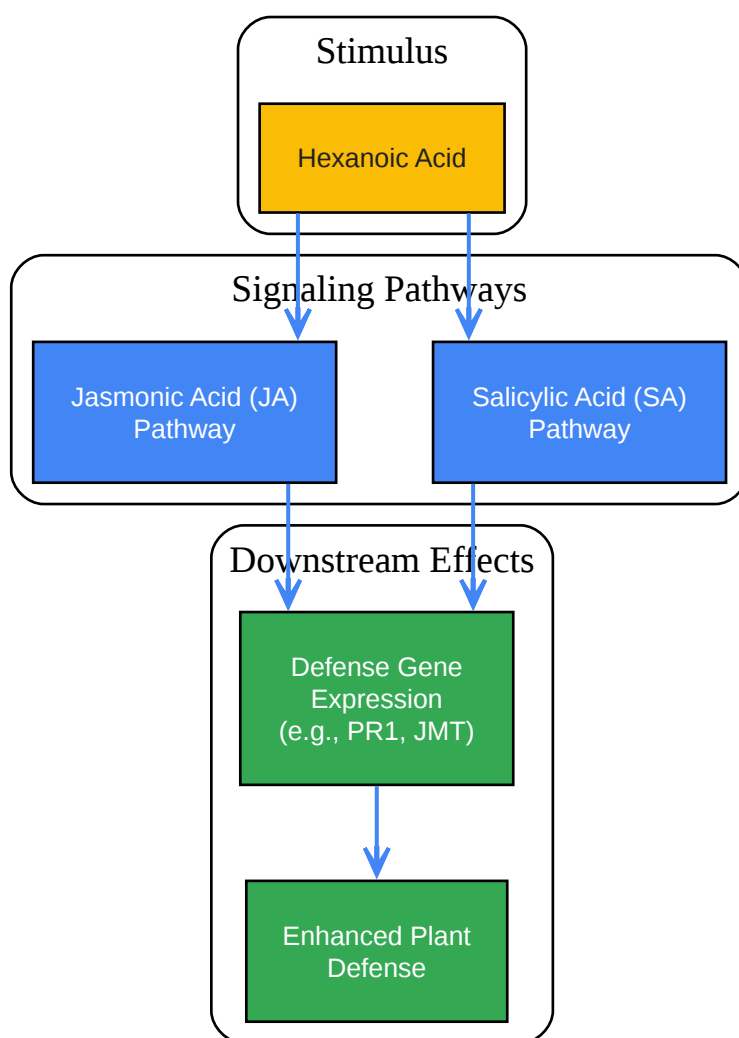 Stimulus
Hexanoic Acid
Signaling Pathways
Jasmonic Acid (JA)
Pathway
Salicylic Acid (SA)
Pathway
Downstream Effects
Defense Gene
Expression
(e.g., PR1, JMT)
Enhanced Plant
Defense